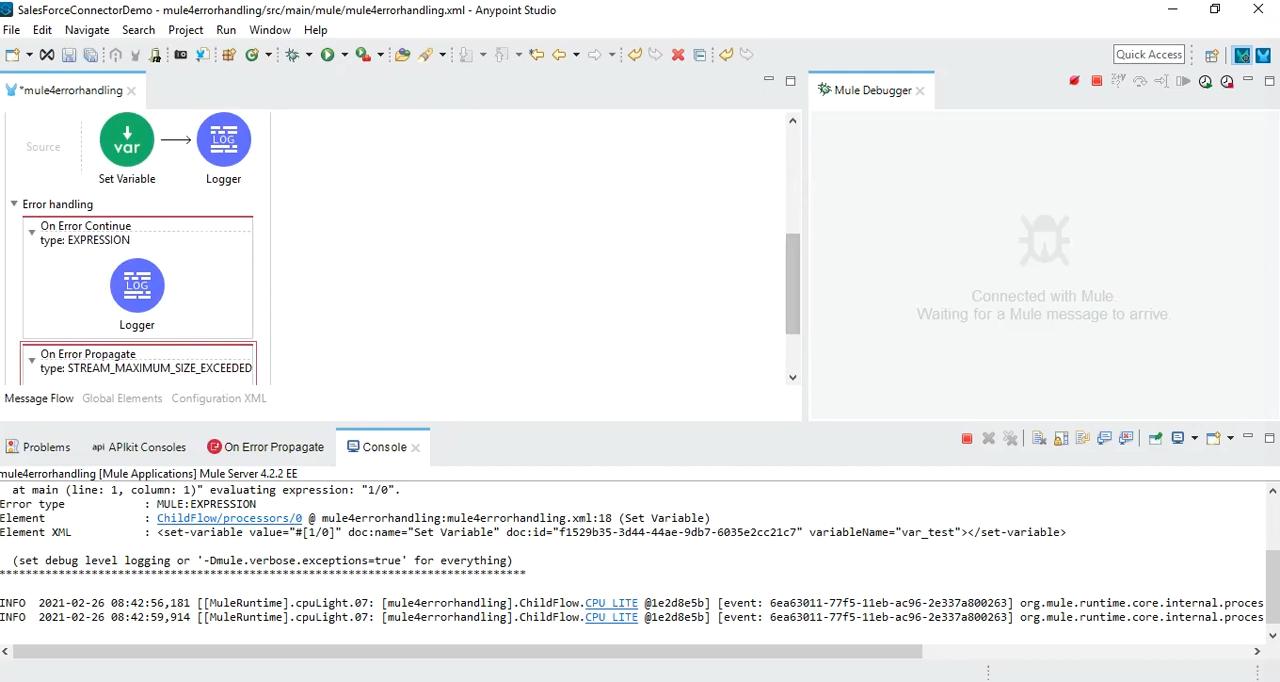 SalesForceConnectorDemo - mule4errorhandling/src/main/mule/mule4errorhandling.xml - Anypoint Studio
File Edit Navigate Search Project Run Window Help
Quick Access
*mule4errorhandling
Mule Debugger
Source
var
LOG
Set Variable
Logger
Error handling
On Error Continue
type: EXPRESSION
LOG
Logger
On Error Propagate
type: STREAM_MAXIMUM_SIZE_EXCEEDED
Connected with Mule.
Waiting for a Mule message to arrive.
Message Flow Global Elements Configuration XML
Problems api APIkit Consoles On Error Propagate Console
mule4errorhandling [Mule Applications] Mule Server 4.2.2 EE
at main (line: 1, column: 1)" evaluating expression: "1/0".
Error type : MULE:EXPRESSION
Element : ChildFlow/processors/0 @ mule4errorhandling:mule4errorhandling.xml:18 (Set Variable)
Element XML : <set-variable value="#[1/0]" doc:name="Set Variable" doc:id="f1529b35-3d44-44ae-9db7-6035e2cc21c7" variableName="var_test"></set-variable>
(set debug level logging or '-Dmule.verbose.exceptions=true' for everything)
********************************************************************************
INFO 2021-02-26 08:42:56,181 [[MuleRuntime].cpuLight.07: [mule4errorhandling].ChildFlow.CPU_LITE @1e2d8e5b] [event: 6ea63011-77f5-11eb-ac96-2e337a800263] org.mule.runtime.core.internal.proces
INFO 2021-02-26 08:42:59,914 [[MuleRuntime].cpuLight.07: [mule4errorhandling].ChildFlow.CPU_LITE @1e2d8e5b] [event: 6ea63011-77f5-11eb-ac96-2e337a800263] org.mule.runtime.core.internal.proces